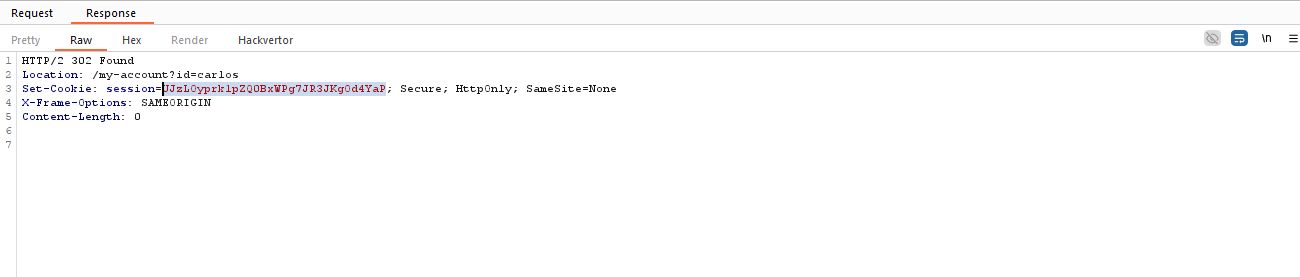 Request Response
Pretty Raw Hex Render Hackvertor \n
1 HTTP/2 302 Found
2 Location: /my-account?id=carlos
3 Set-Cookie: session=JJzLOyprklpZQOBxWPg7JR3JKgOd4YaP; Secure; HttpOnly; SameSite=None
4 X-Frame-Options: SAMEORIGIN
5 Content-Length: 0
6
7